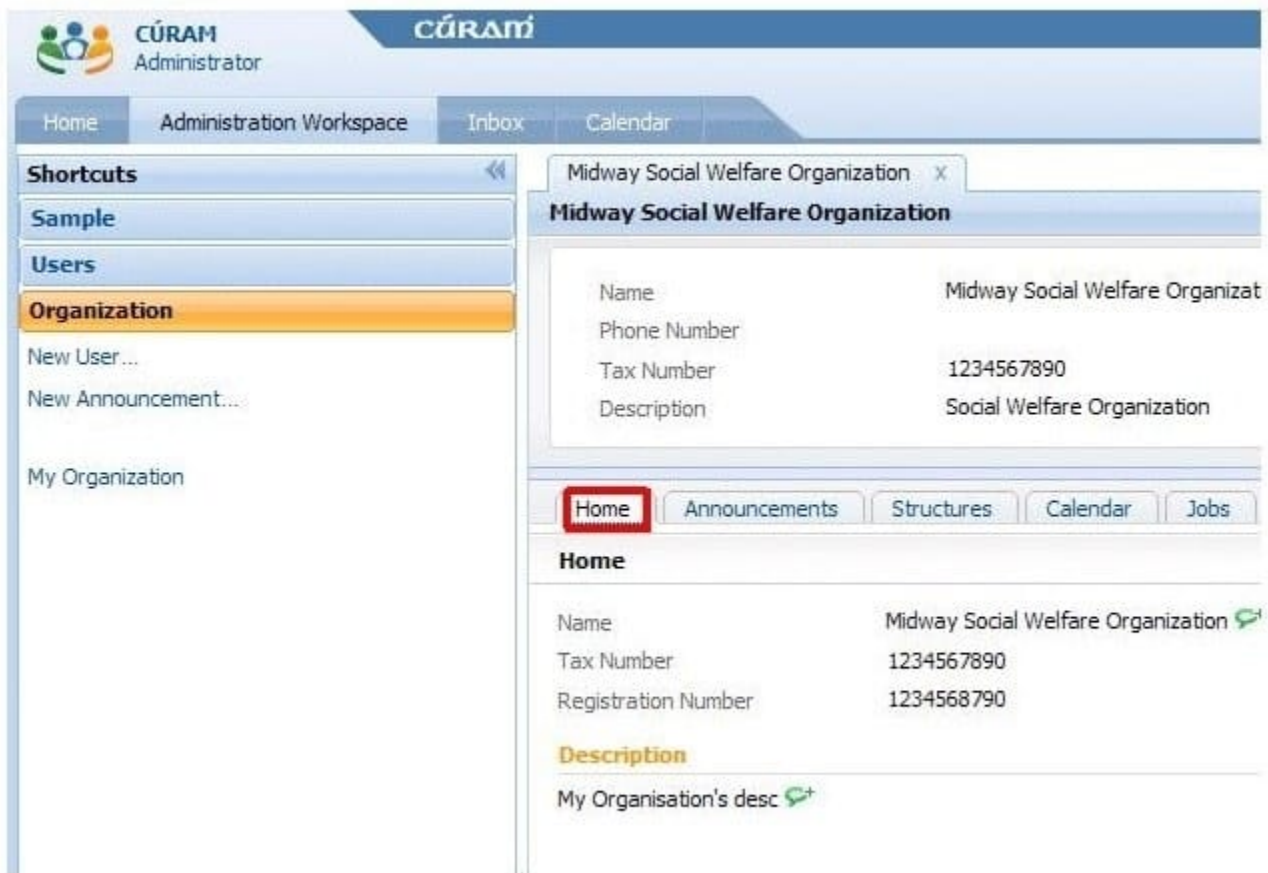 CÚRAM
Administrator
CÚRAM
Home Administration Workspace Inbox Calendar
Shortcuts
Sample
Users
Organization
New User...
New Announcement...
My Organization
Midway Social Welfare Organization x
Midway Social Welfare Organization
Name Midway Social Welfare Organizat
Phone Number
Tax Number 1234567890
Description Social Welfare Organization
Home Announcements Structures Calendar Jobs
Home
Name Midway Social Welfare Organization
Tax Number 1234567890
Registration Number 1234568790
Description
My Organisation's desc